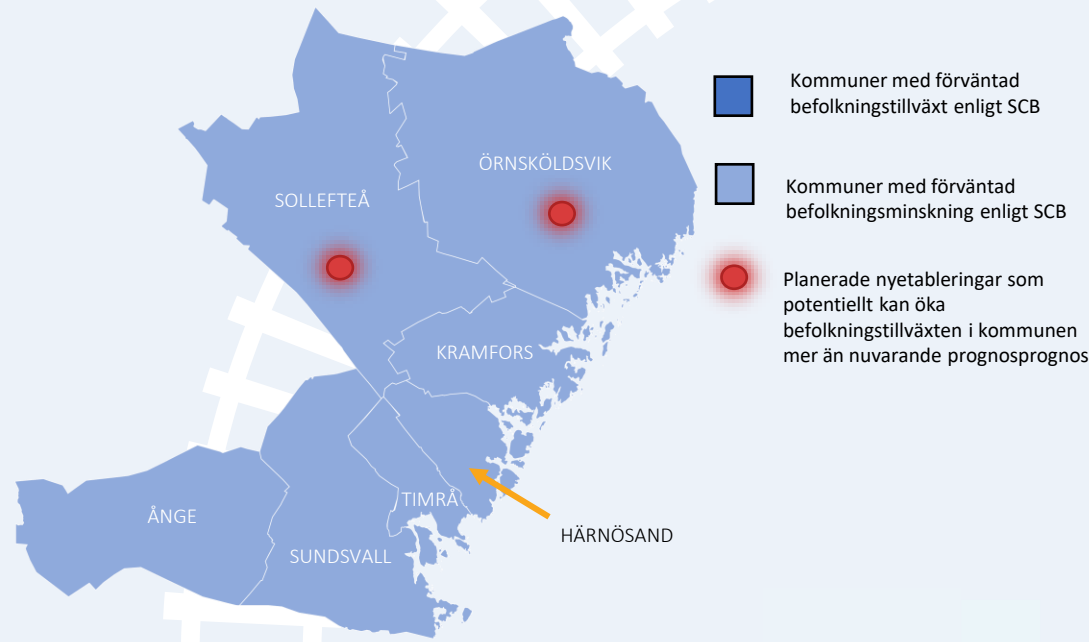 Kommuner med förväntad
befolkningstillväxt enligt SCB
ÖRNSKÖLDSVIK
SOLLEFTEÅ
Kommuner med förväntad
befolkningsminskning enligt SCB
Planerade nyetableringar som
potentiellt kan öka
befolkningstillväxten i kommunen
mer än nuvarande prognosprognos
KRAMFORS
TIMRÅ
ÅNGE
HÄRNÖSAND
SUNDSVALL